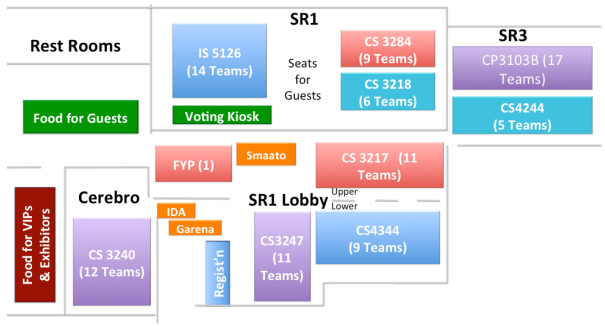 SR1
SR3
Rest Rooms
IS 5126
(14 Teams)
Seats
for
Guests
CS 3284
(9 Teams)
CS 3218
(6 Teams)
CP3103B (17
Teams)
CS4244
(5 Teams)
Food for Guests
Voting Kiosk
FYP (1)
Smaato
CS 3217 (11
Teams)
Upper
Lower
Cerebro
SR1 Lobby
IDA
Garena
Food for VIPs
& Exhibitors
CS 3240
(12 Teams)
Regist'n
CS3247
(11
Teams)
CS4344
(9 Teams)